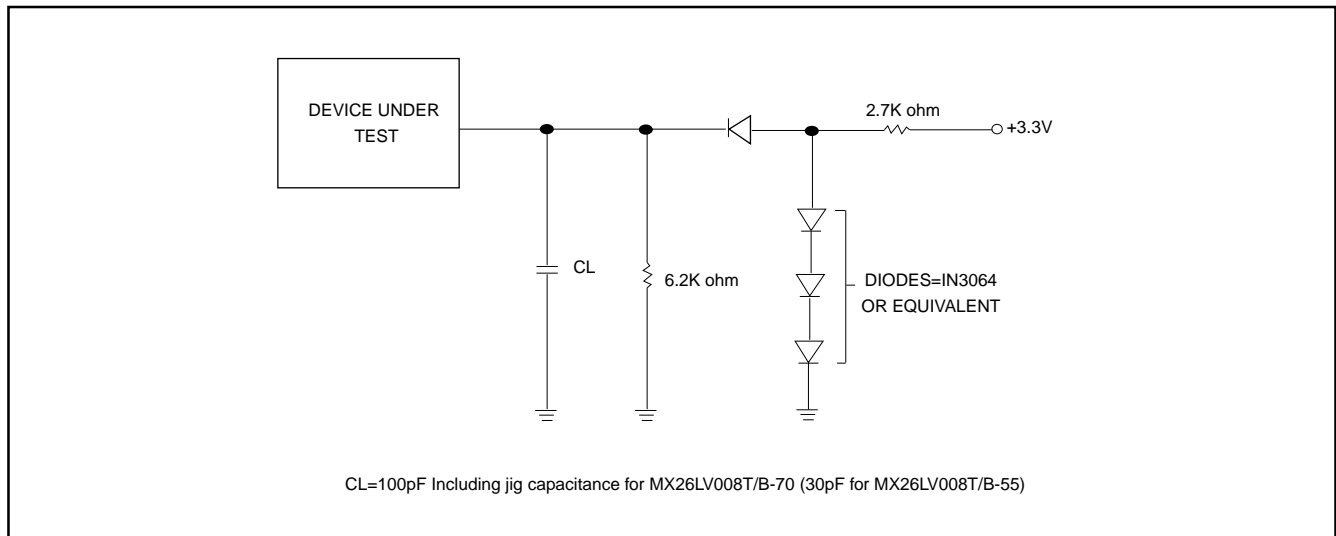 DEVICE UNDER
TEST
2.7K ohm
+3.3V
CL
6.2K ohm
DIODES=IN3064
OR EQUIVALENT
CL=100pF Including jig capacitance for MX26LV008T/B-70 (30pF for MX26LV008T/B-55)